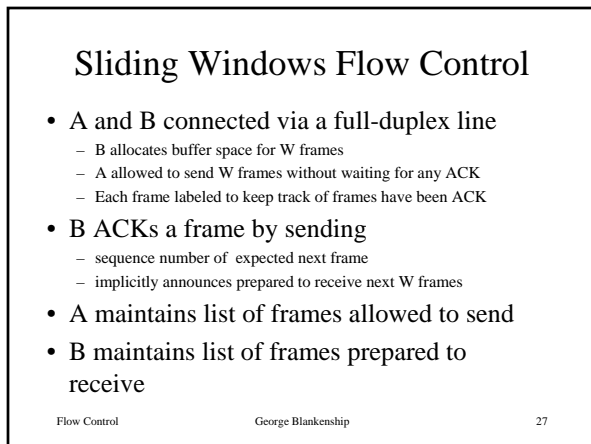 Sliding Windows Flow Control
• A and B connected via a full-duplex line
– B allocates buffer space for W frames
– A allowed to send W frames without waiting for any ACK
– Each frame labeled to keep track of frames have been ACK
• B ACKs a frame by sending
– sequence number of expected next frame
– implicitly announces prepared to receive next W frames
• A maintains list of frames allowed to send
• B maintains list of frames prepared to
receive
Flow Control George Blankenship 27